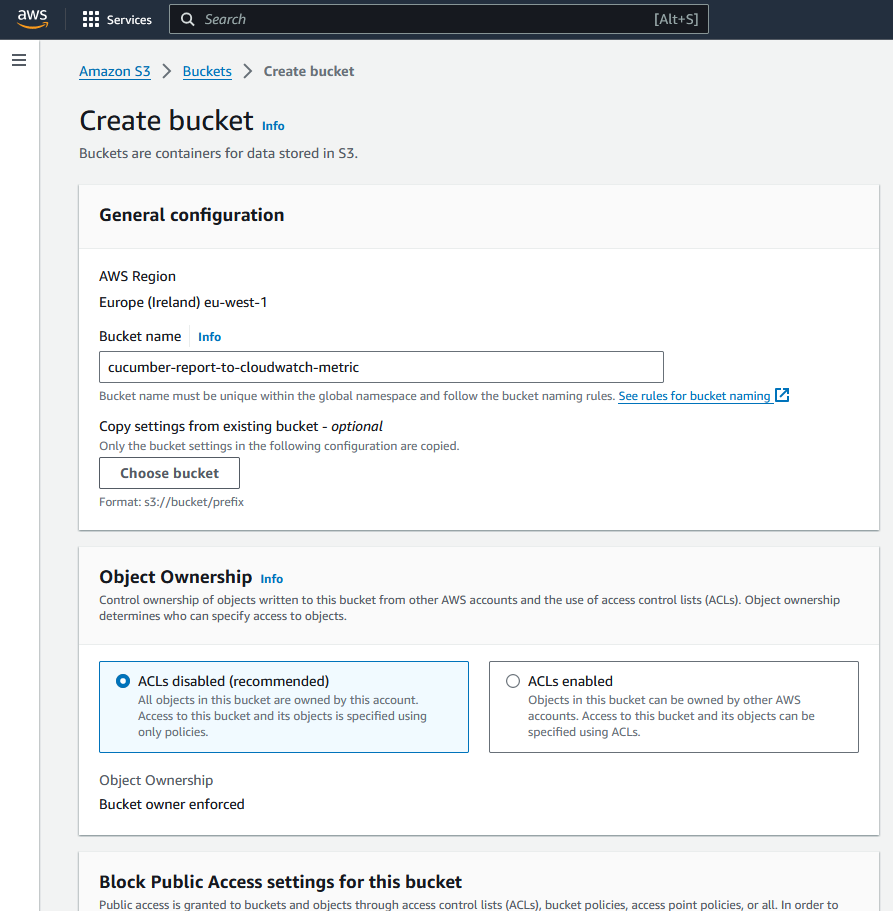 aws Services Search [Alt+S]
Amazon S3 > Buckets > Create bucket
Create bucket Info
Buckets are containers for data stored in S3.
General configuration
AWS Region
Europe (Ireland) eu-west-1
Bucket name Info
cucumber-report-to-cloudwatch-metric
Bucket name must be unique within the global namespace and follow the bucket naming rules. See rules for bucket naming
Copy settings from existing bucket - optional
Only the bucket settings in the following configuration are copied.
Choose bucket
Format: s3://bucket/prefix
Object Ownership Info
Control ownership of objects written to this bucket from other AWS accounts and the use of access control lists (ACLs). Object ownership
determines who can specify access to objects.
ACLs disabled (recommended)
All objects in this bucket are owned by this account.
Access to this bucket and its objects is specified using
only policies.
ACLs enabled
Objects in this bucket can be owned by other AWS
accounts. Access to this bucket and its objects can be
specified using ACLs.
Object Ownership
Bucket owner enforced
Block Public Access settings for this bucket
Public access is granted to buckets and objects through access control lists (ACLs), bucket policies, access point policies, or all. In order to